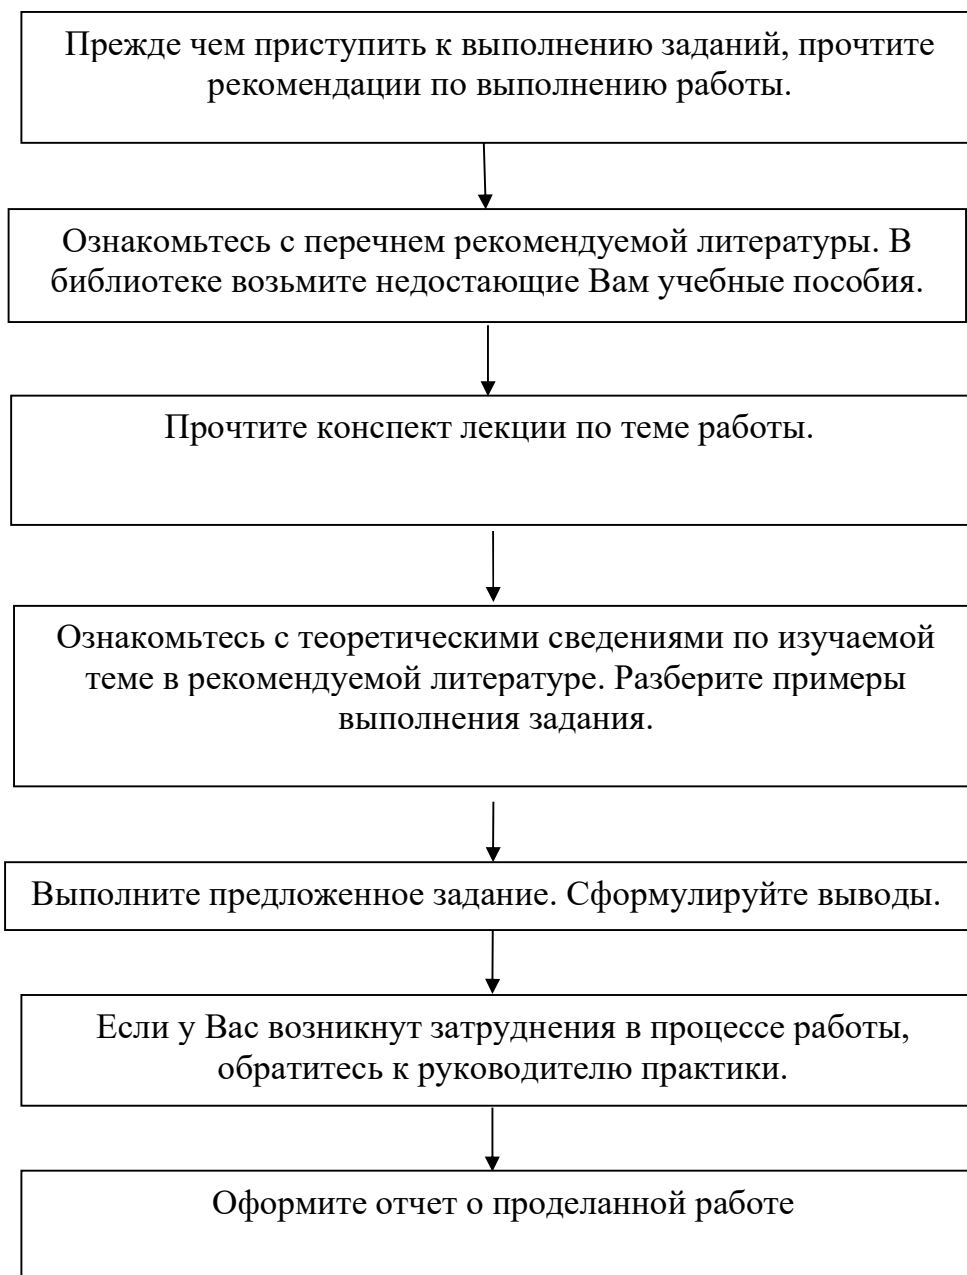 Прежде чем приступить к выполнению заданий, прочтите
рекомендации по выполнению работы.
Ознакомьтесь с перечнем рекомендуемой литературы. В
библиотеке возьмите недостающие Вам учебные пособия.
Прочтите конспект лекции по теме работы.
Ознакомьтесь с теоретическими сведениями по изучаемой
теме в рекомендуемой литературе. Разберите примеры
выполнения задания.
Выполните предложенное задание. Сформулируйте выводы.
Если у Вас возникнут затруднения в процессе работы,
обратитесь к руководителю практики.
Оформите отчет о проделанной работе